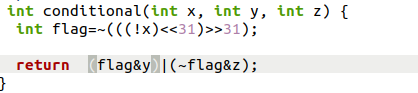 int conditional(int x, int y, int z) {
int flag=~(((!x)<<31)>>31);
return (flag&y)|(~flag&z);
}